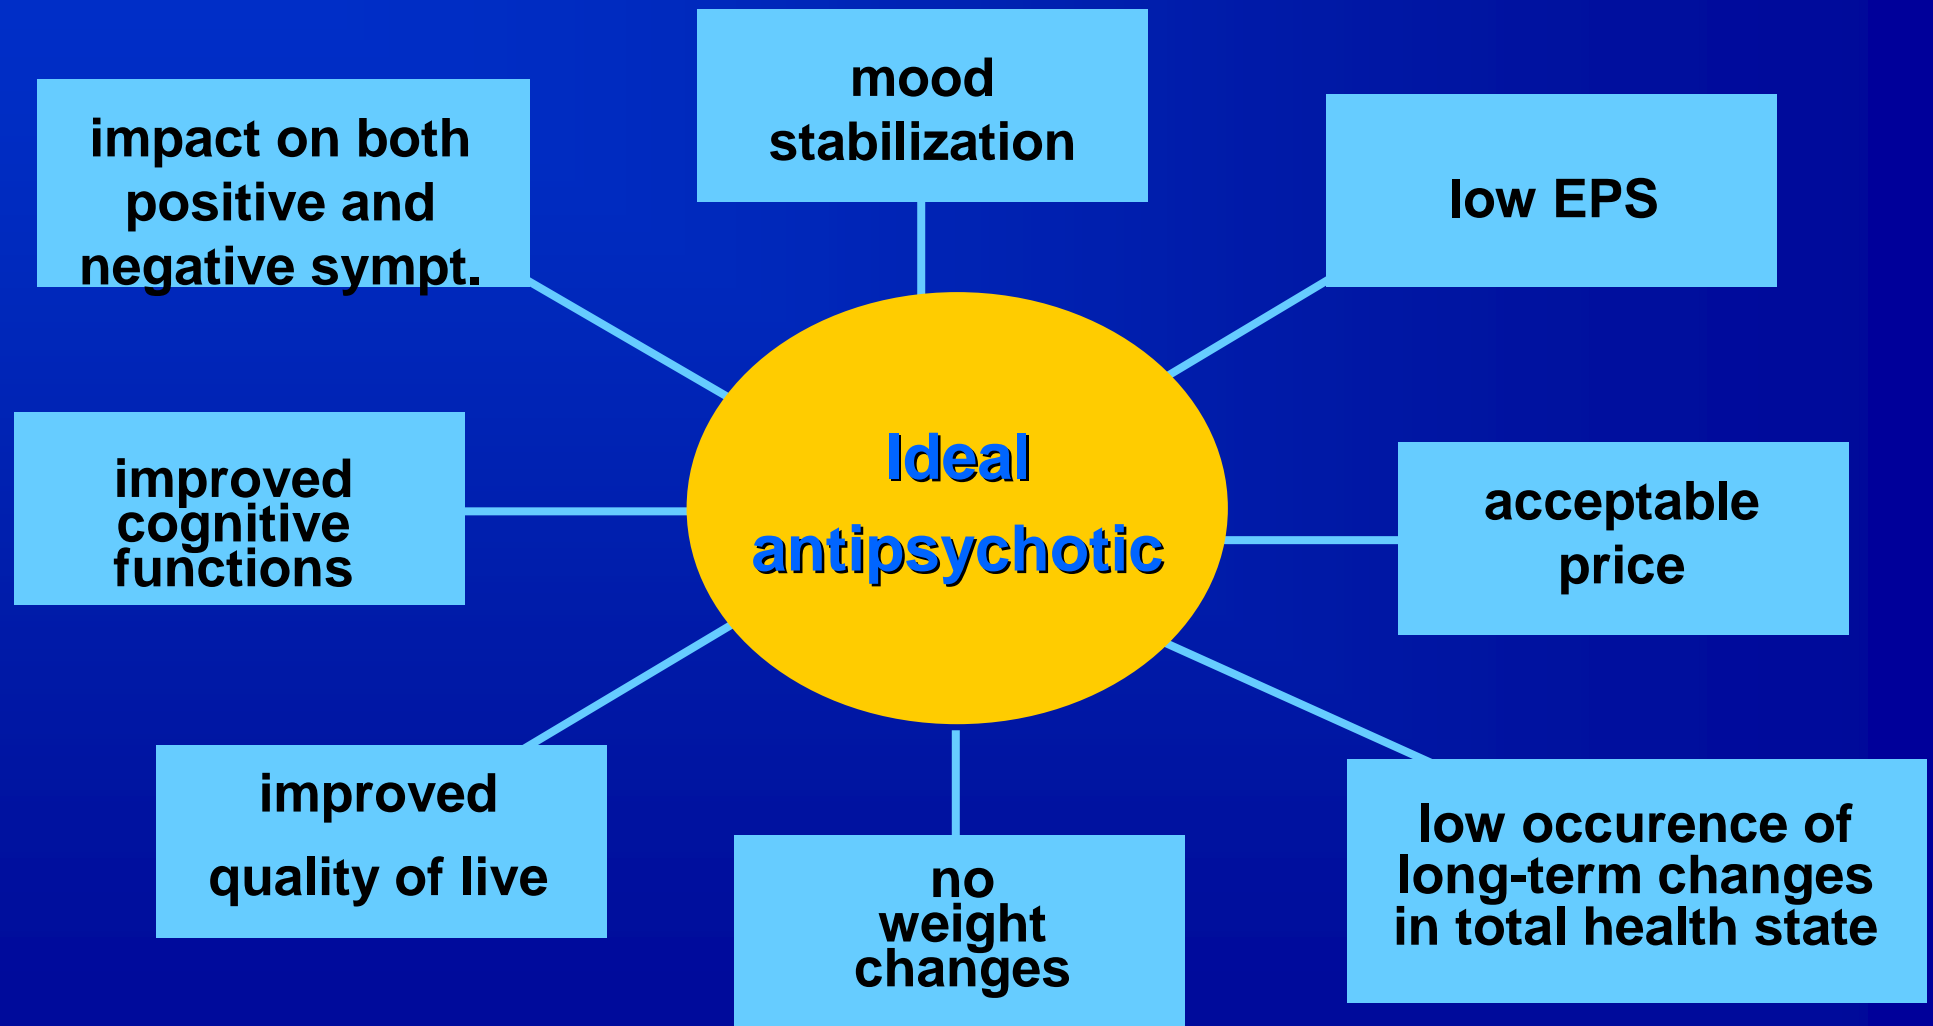 mood
stabilization
impact on both
positive and
negative sympt.
low EPS
Ideal
antipsychotic
improved
cognitive
functions
acceptable
price
improved
quality of live
no
weight
changes
low occurence of
long-term changes
in total health state